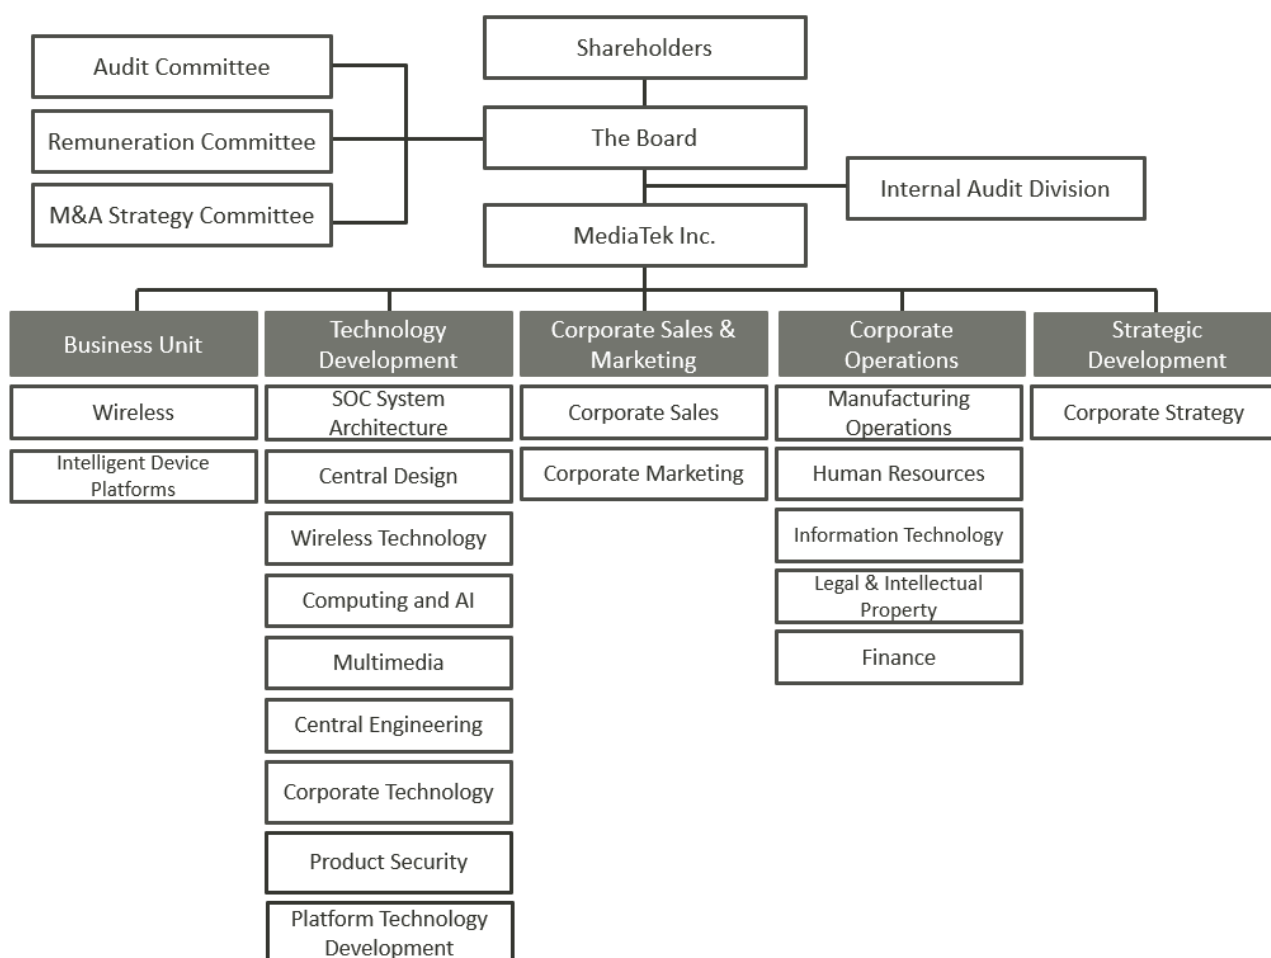 Shareholders
Audit Committee
The Board
Remuneration Committee
Internal Audit Division
M&A Strategy Committee
MediaTek Inc.
Business Unit
Wireless
Intelligent Device
Platforms
Technology
Development
SOC System
Architecture
Central Design
Wireless Technology
Computing and AI
Multimedia
Central Engineering
Corporate Technology
Product Security
Platform Technology
Development
Corporate Sales &
Marketing
Corporate Sales
Corporate Marketing
Corporate
Operations
Manufacturing
Operations
Human Resources
Information Technology
Legal & Intellectual
Property
Finance
Strategic
Development
Corporate Strategy